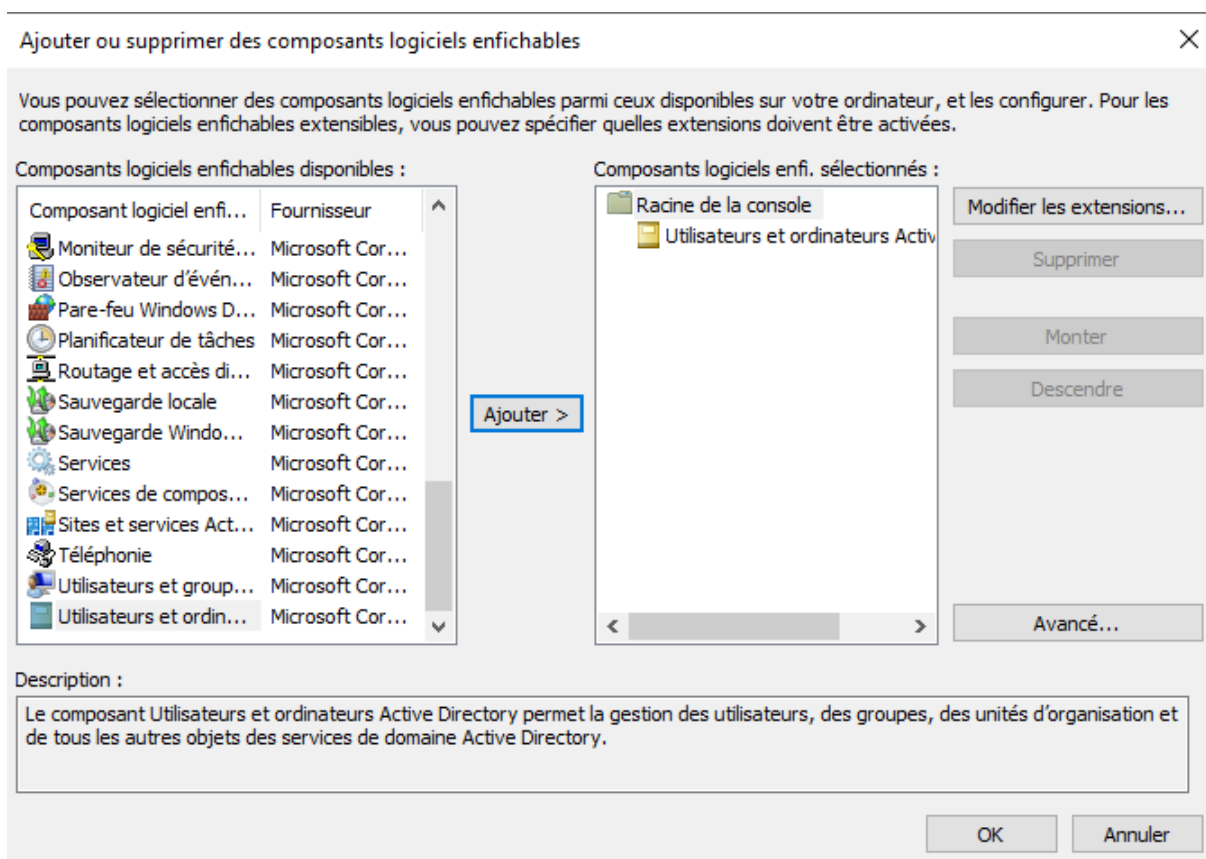 Ajouter ou supprimer des composants logiciels enfichables
Vous pouvez sélectionner des composants logiciels enfichables parmi ceux disponibles sur votre ordinateur, et les configurer. Pour les
composants logiciels enfichables extensibles, vous pouvez spécifier quelles extensions doivent être activées.
Composants logiciels enfichables disponibles :
Composant logiciel enfi... Fournisseur
Moniteur de sécurité... Microsoft Cor...
Observateur d'évén... Microsoft Cor...
Pare-feu Windows D... Microsoft Cor...
Planificateur de tâches Microsoft Cor...
Routage et accès di... Microsoft Cor...
Sauvegarde locale Microsoft Cor...
Sauvegarde Windo... Microsoft Cor...
Services Microsoft Cor...
Services de compos... Microsoft Cor...
Sites et services Act... Microsoft Cor...
Téléphonie Microsoft Cor...
Utilisateurs et group... Microsoft Cor...
Utilisateurs et ordin... Microsoft Cor...
Ajouter >
Composants logiciels enfi. sélectionnés :
Racine de la console
Utilisateurs et ordinateurs Activ
Modifier les extensions...
Supprimer
Monter
Descendre
Avancé...
Description :
Le composant Utilisateurs et ordinateurs Active Directory permet la gestion des utilisateurs, des groupes, des unités d'organisation et
de tous les autres objets des services de domaine Active Directory.
OK
Annuler